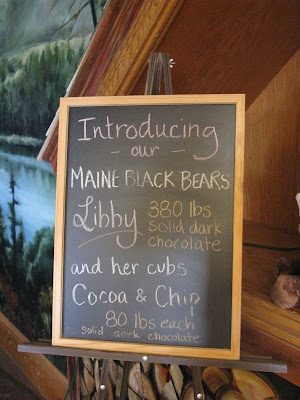 Introducing
- our -
MAINE BLACK BEARS
Libby 380 lbs
solid dark
chocolate
and her cubs
Cocoa & Chip
80 lbs each
solid dark chocolate